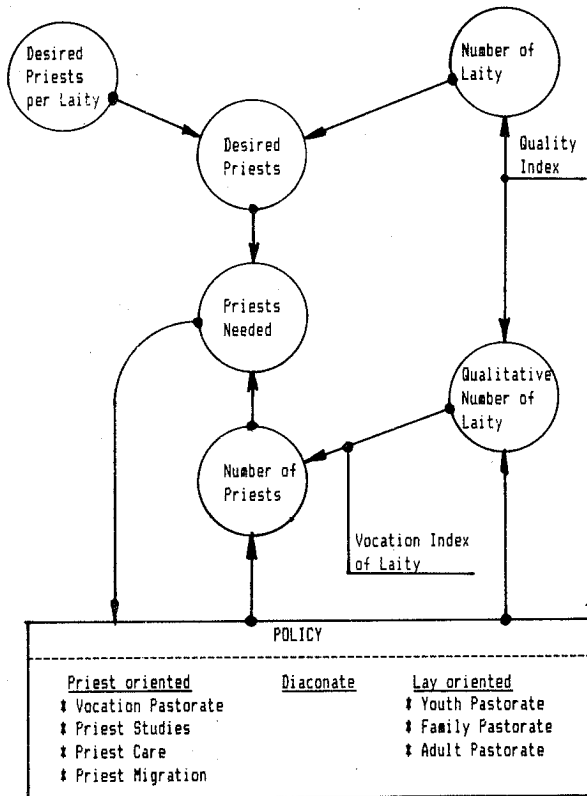 Desired
Priests
per Laity
Number of
Laity
Desired
Priests
Quality
Index
Priests
Needed
Qualitative
Number of
Laity
Number of
Priests
Vocation Index
of Laity
POLICY
Priest oriented
* Vocation Pastorate
* Priest Studies
* Priest Care
* Priest Migration
Diaconate
Lay oriented
* Youth Pastorate
* Family Pastorate
* Adult Pastorate